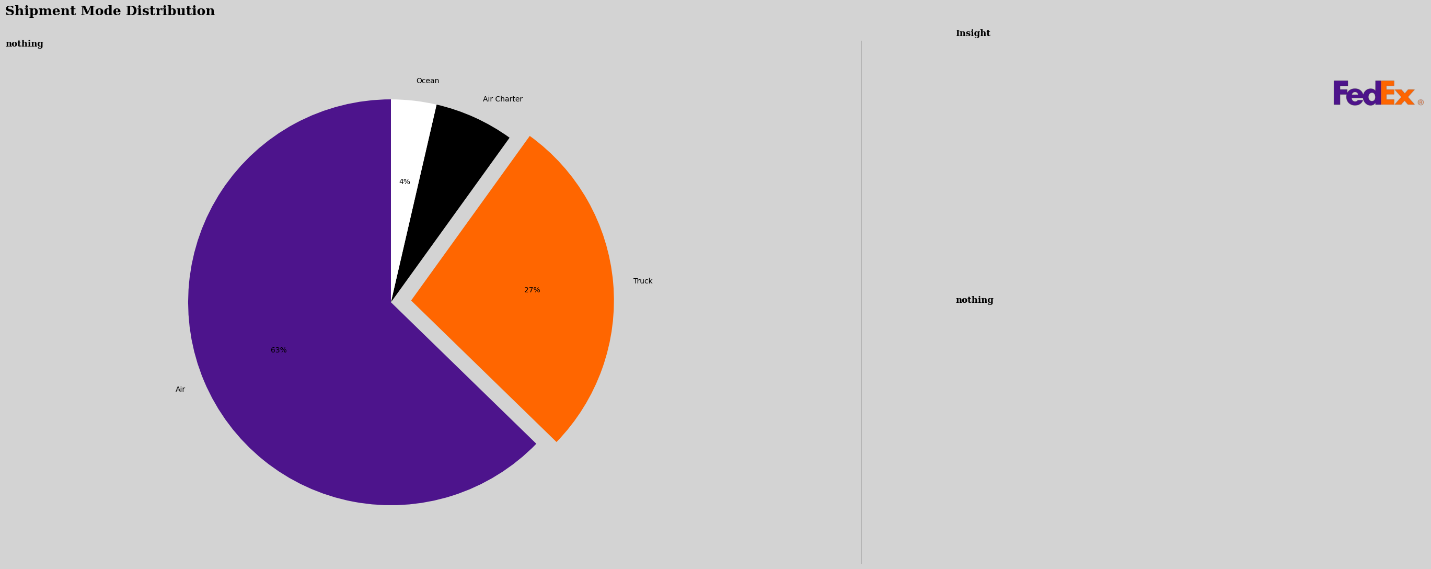 Shipment Mode Distribution
nothing
Insight
Ocean
Air Charter
FedEx®
4%
Truck
27%
nothing
63%
Air